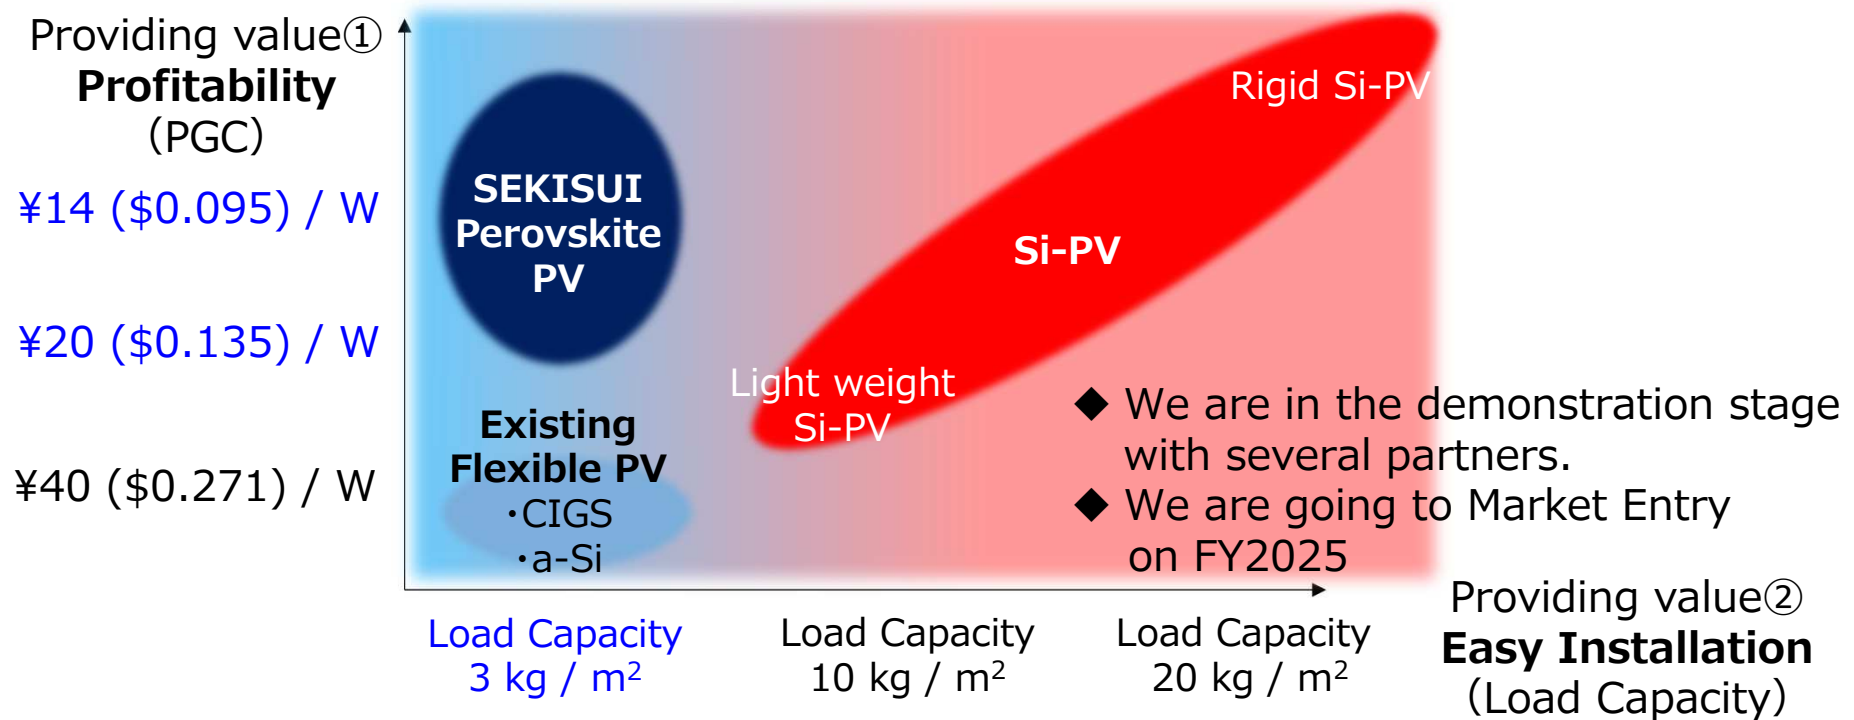 Providing value①
Profitability
（PGC）
¥14 ($0.095) / W
¥20 ($0.135) / W
¥40 ($0.271) / W
SEKISUI
Perovskite
PV
Existing
Flexible PV
・CIGS
・a-Si
Rigid Si-PV
Si-PV
Light weight
Si-PV
◆ We are in the demonstration stage
with several partners.
◆ We are going to Market Entry
on FY2025
Load Capacity
3 kg / m²
Load Capacity
10 kg / m²
Load Capacity
20 kg / m²
Providing value②
Easy Installation
（Load Capacity）